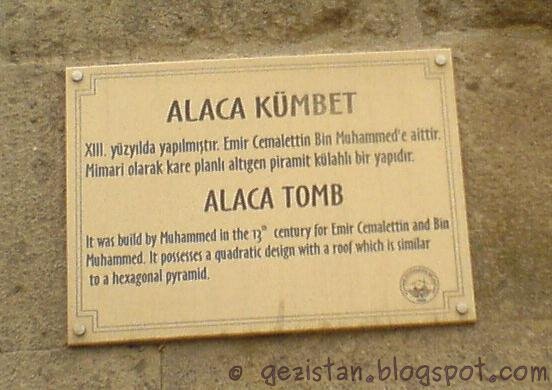 ALACA KÜMBET
XIII. yüzyılda yapılmıştır. Emir Cemalettin Bin Muhammed'e aittir.
Mimari olarak kare planlı altıgen piramit külahlı bir yapıdır.
ALACA TOMB
It was build by Muhammed in the 13th century for Emir Cemalettin and Bin
Muhammed. It possesses a quadratic design with a roof which is similar
to a hexagonal pyramid.
© gezistan.blogspot.com